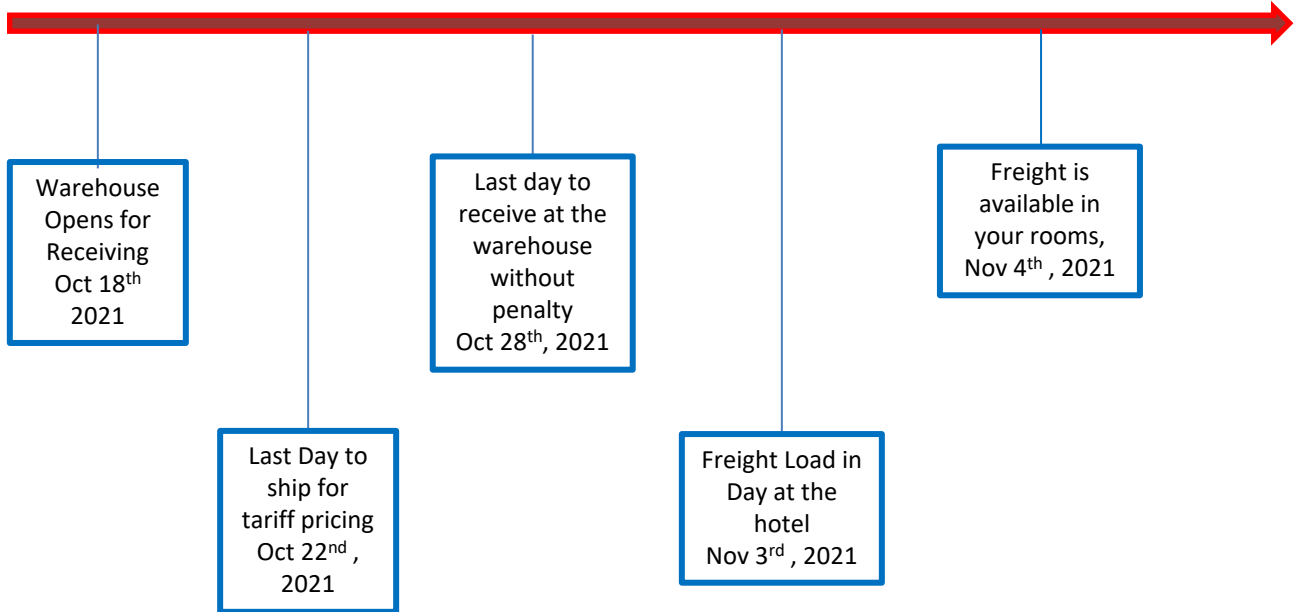 Warehouse
Opens for
Receiving
Oct 18th
2021
Last Day to
ship for
tariff pricing
Oct 22nd ,
2021
Last day to
receive at the
warehouse
without
penalty
Oct 28th, 2021
Freight Load in
Day at the
hotel
Nov 3rd , 2021
Freight is
available in
your rooms,
Nov 4th , 2021